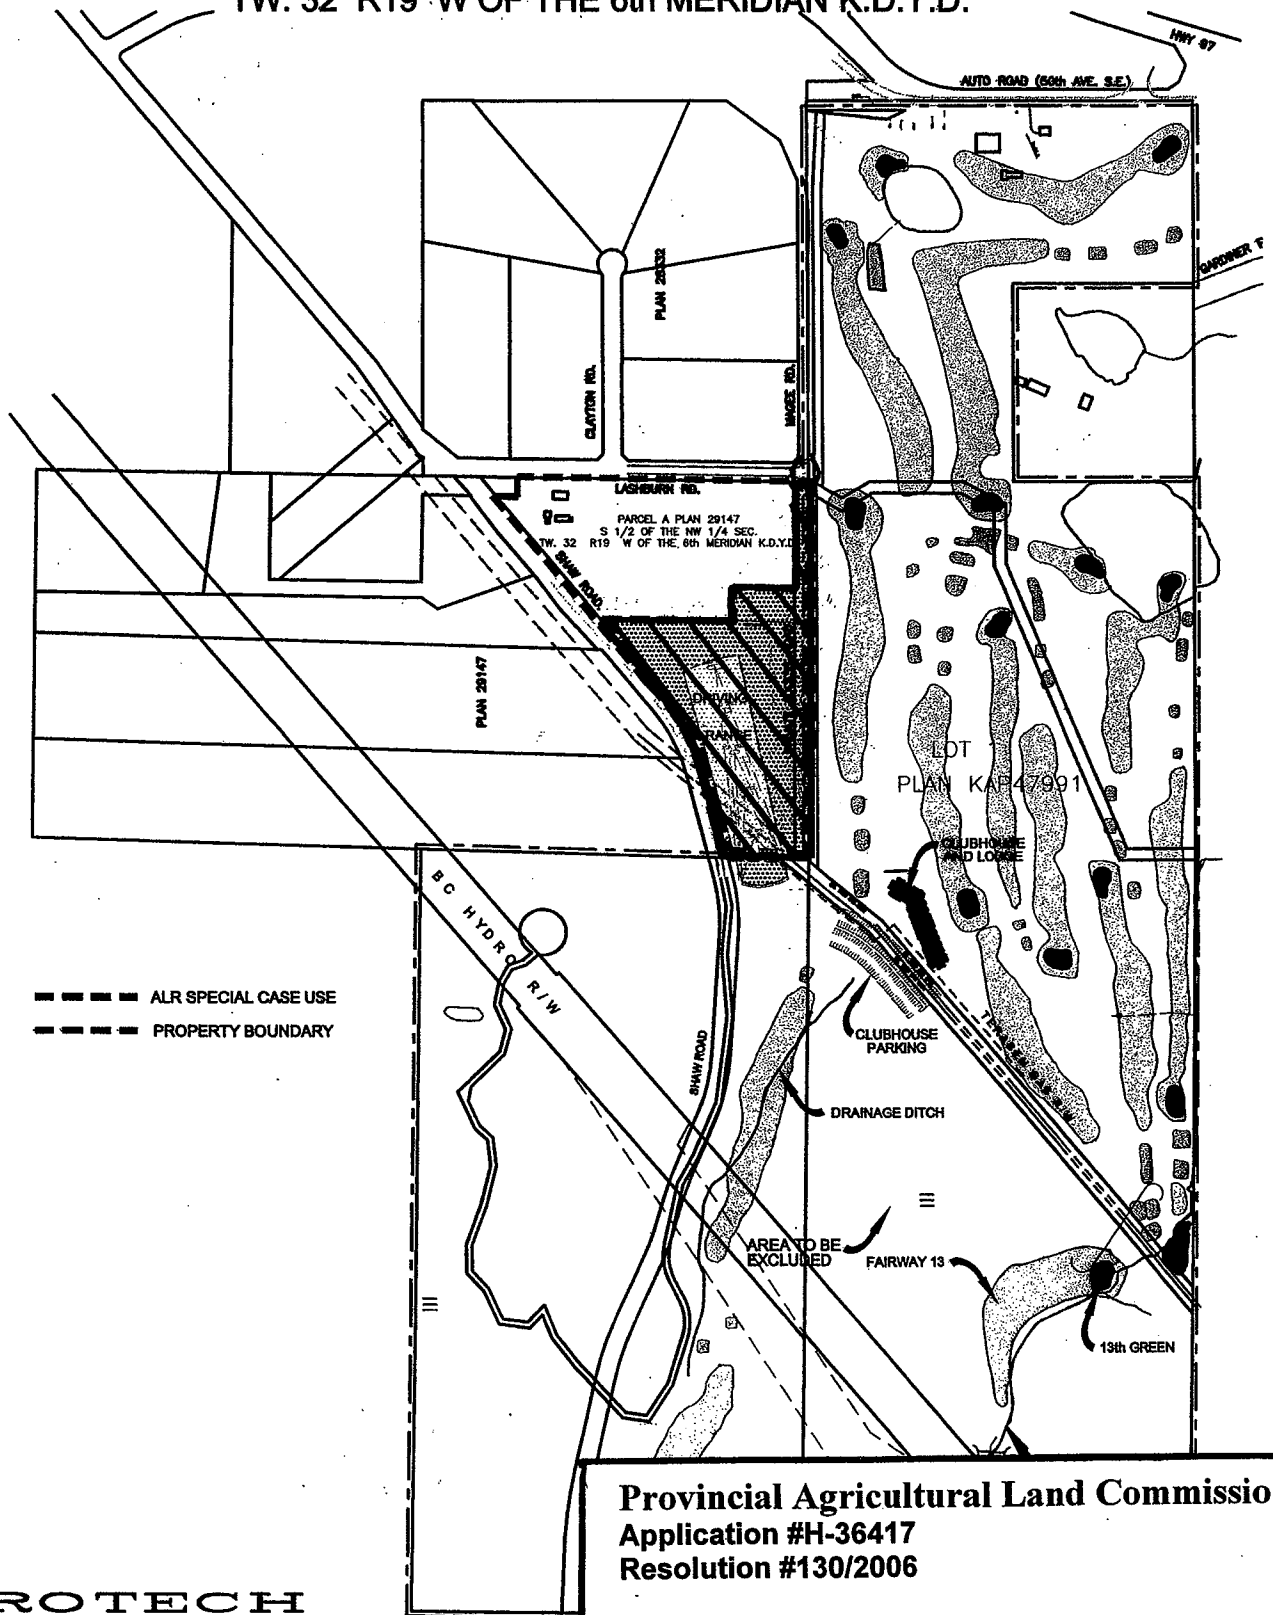 TW. 32 R19 W OF THE 6th MERIDIAN K.D.Y.D.
HWY 97
AUTO ROAD (50th AVE. S.E.)
GARDINER
PLAN 28332
CLAYTON RD.
MAGEE RD.
LASHBURN RD.
PARCEL A PLAN 29147
S 1/2 OF THE NW 1/4 SEC.
TW. 32 R19 W OF THE 6th MERIDIAN K.D.Y.D
SHAW ROAD
PLAN 29147
DRIVING
RANGE
LOT 1
PLAN KAP47991
CLUBHOUSE
AND LODGE
BC HYDRO R/W
ALR SPECIAL CASE USE
PROPERTY BOUNDARY
CLUBHOUSE
PARKING
TERASEN GAS R/W
SHAW ROAD
DRAINAGE DITCH
AREA TO BE
EXCLUDED
FAIRWAY 13
13th GREEN
Provincial Agricultural Land Commissio
Application #H-36417
Resolution #130/2006
ROTECH